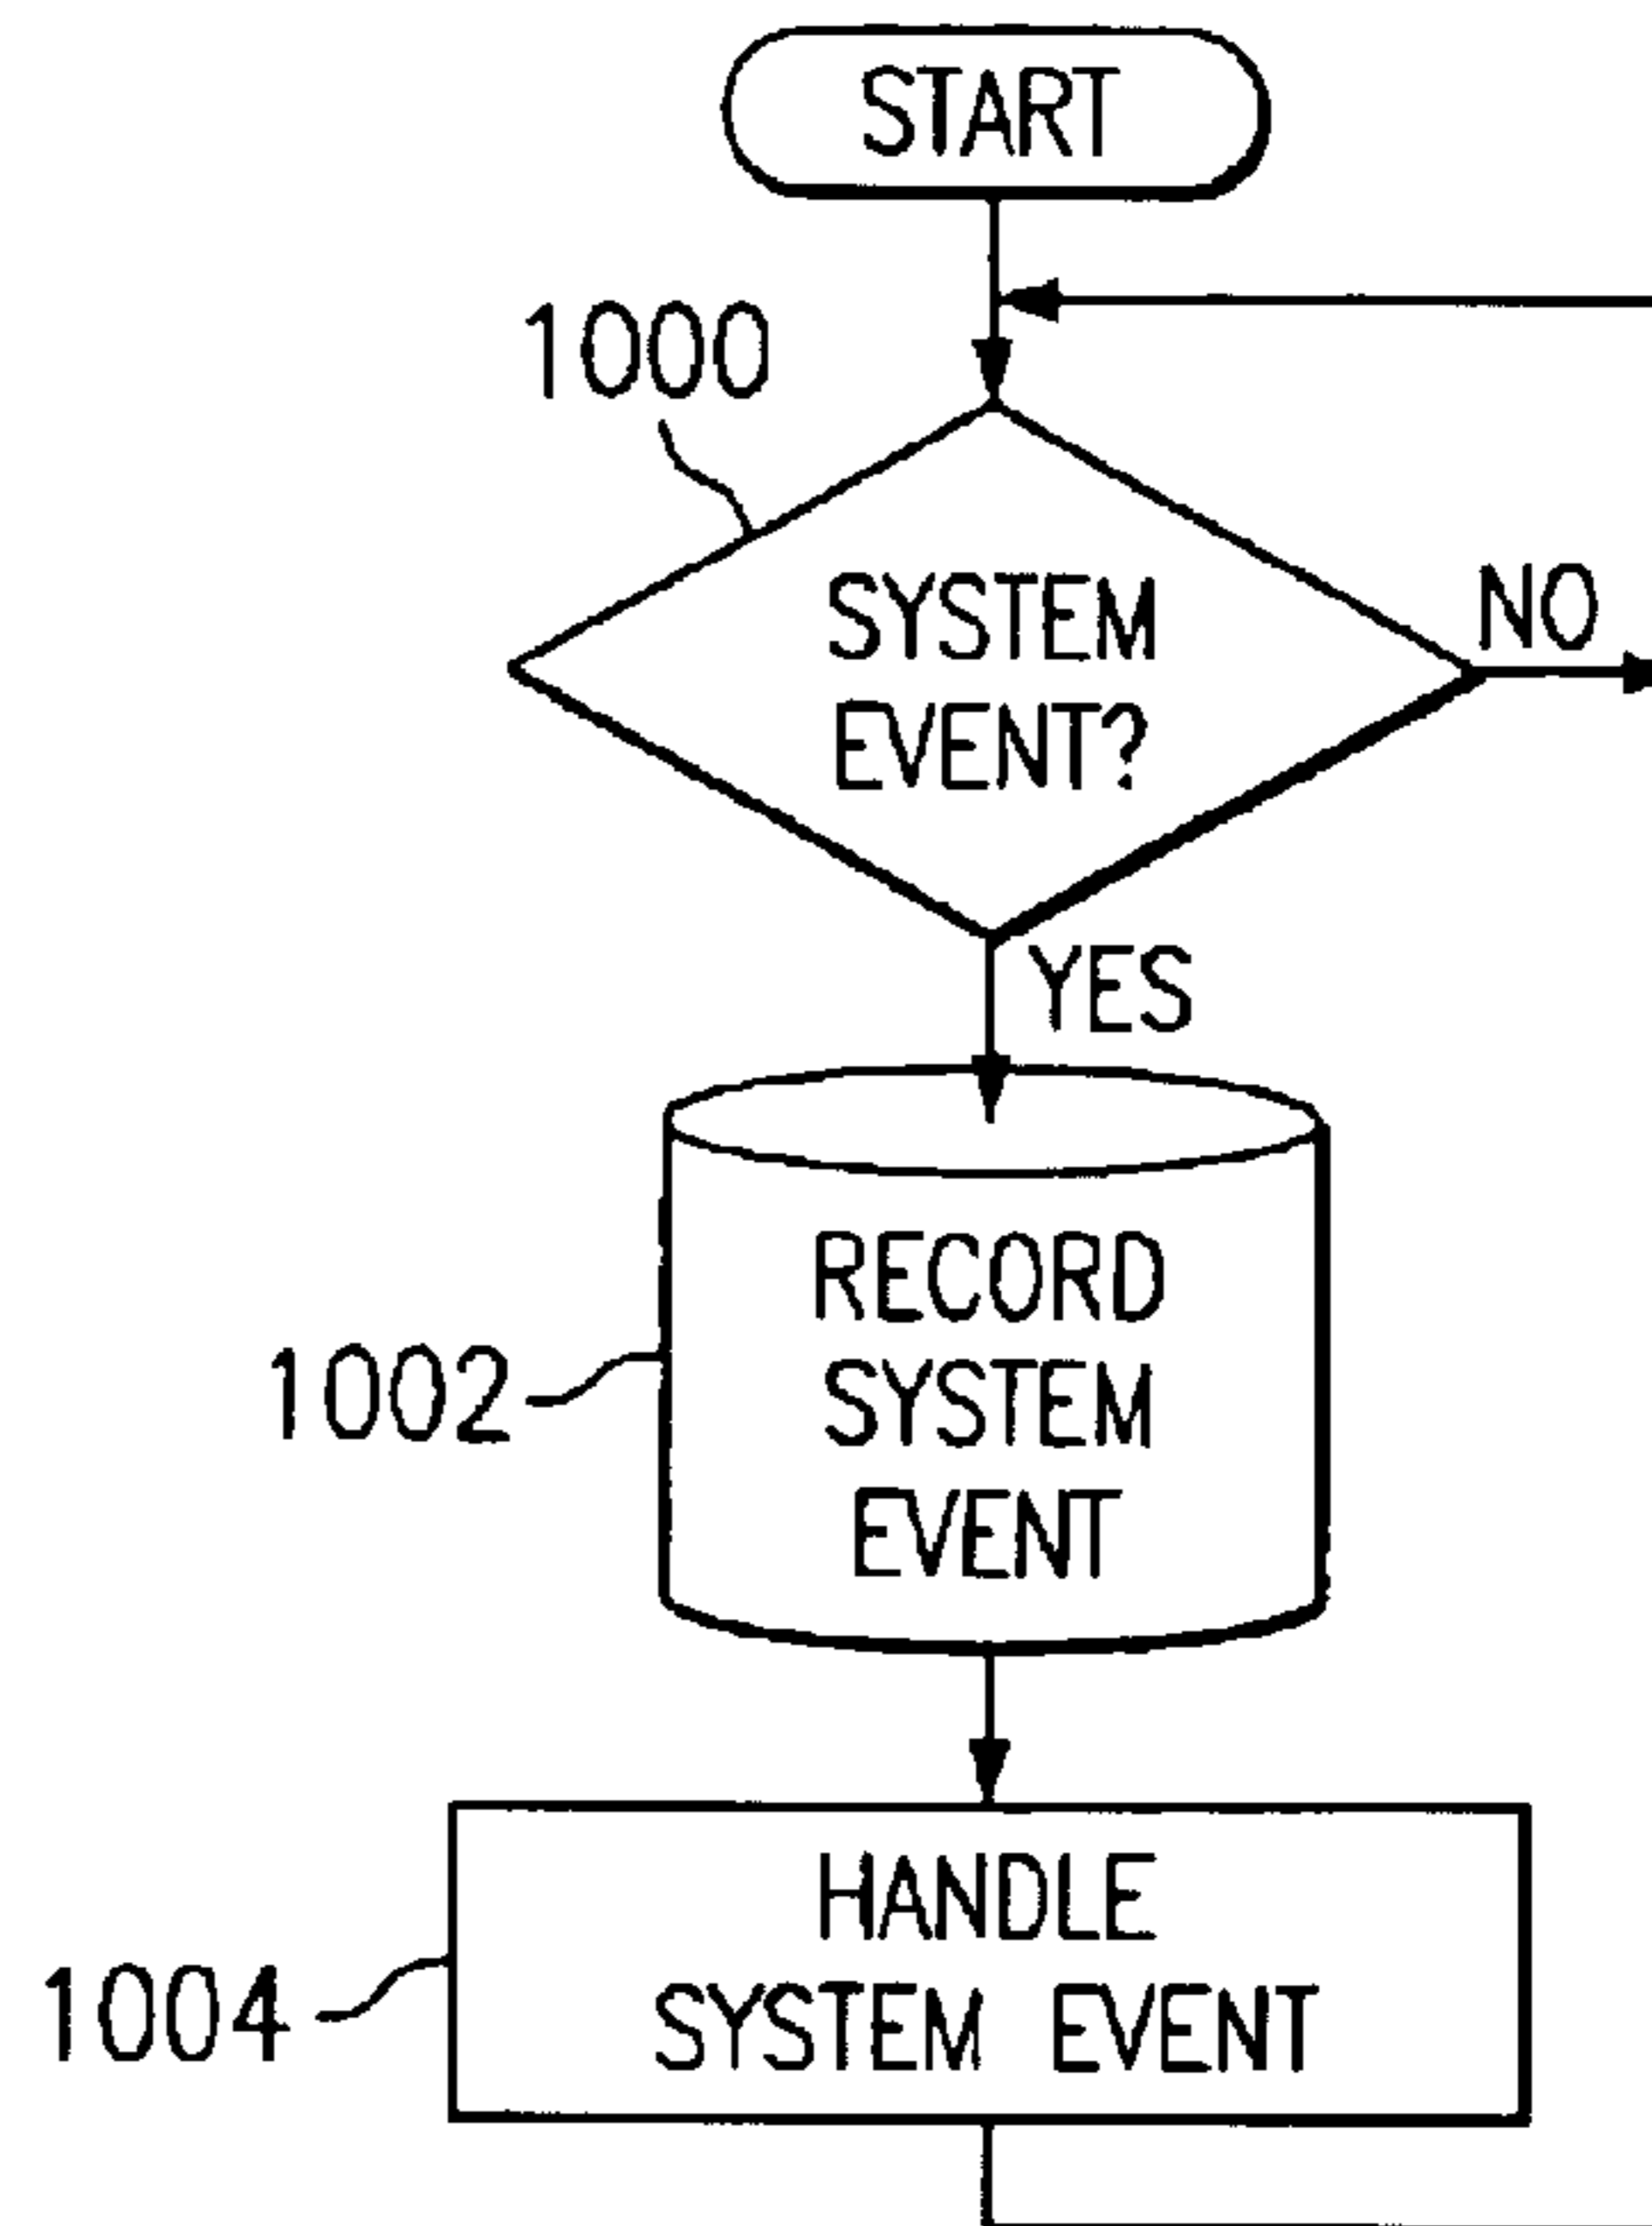 START
1000
SYSTEM
EVENT?
NO
YES
RECORD
SYSTEM
EVENT
1002
HANDLE
SYSTEM EVENT
1004